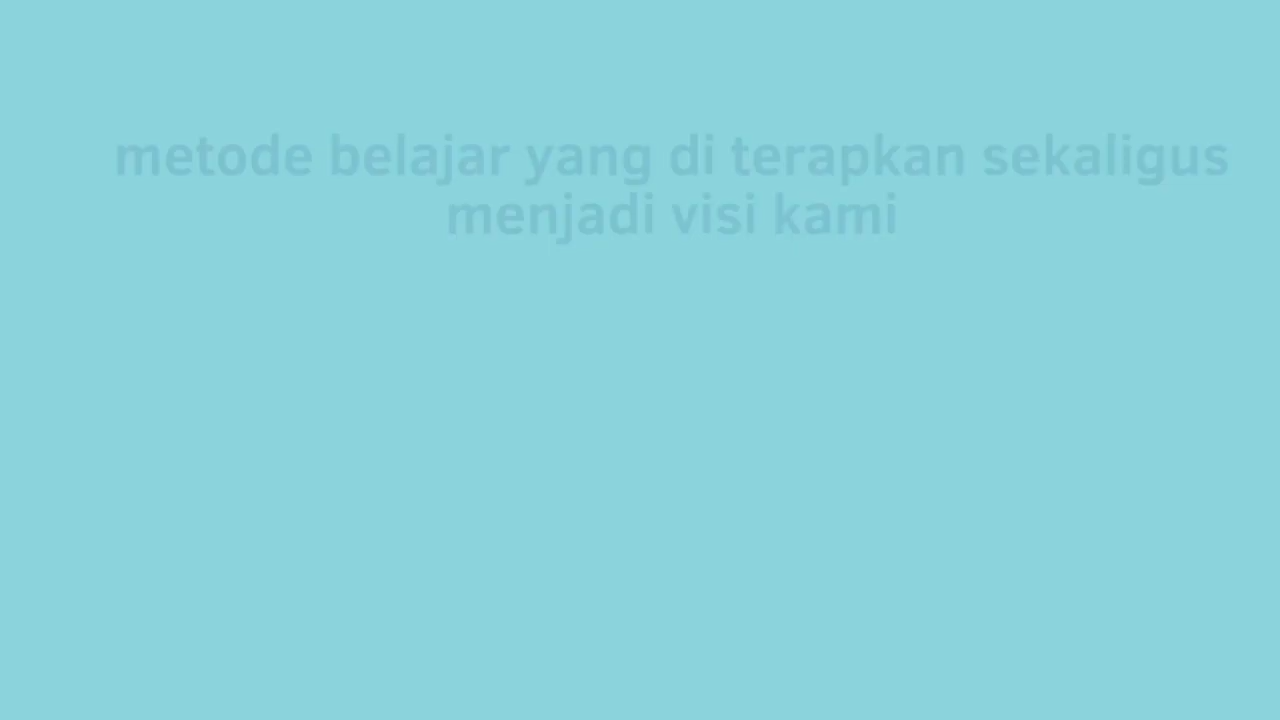 metode belajar yang di terapkan sekaligus
menjadi visi kami